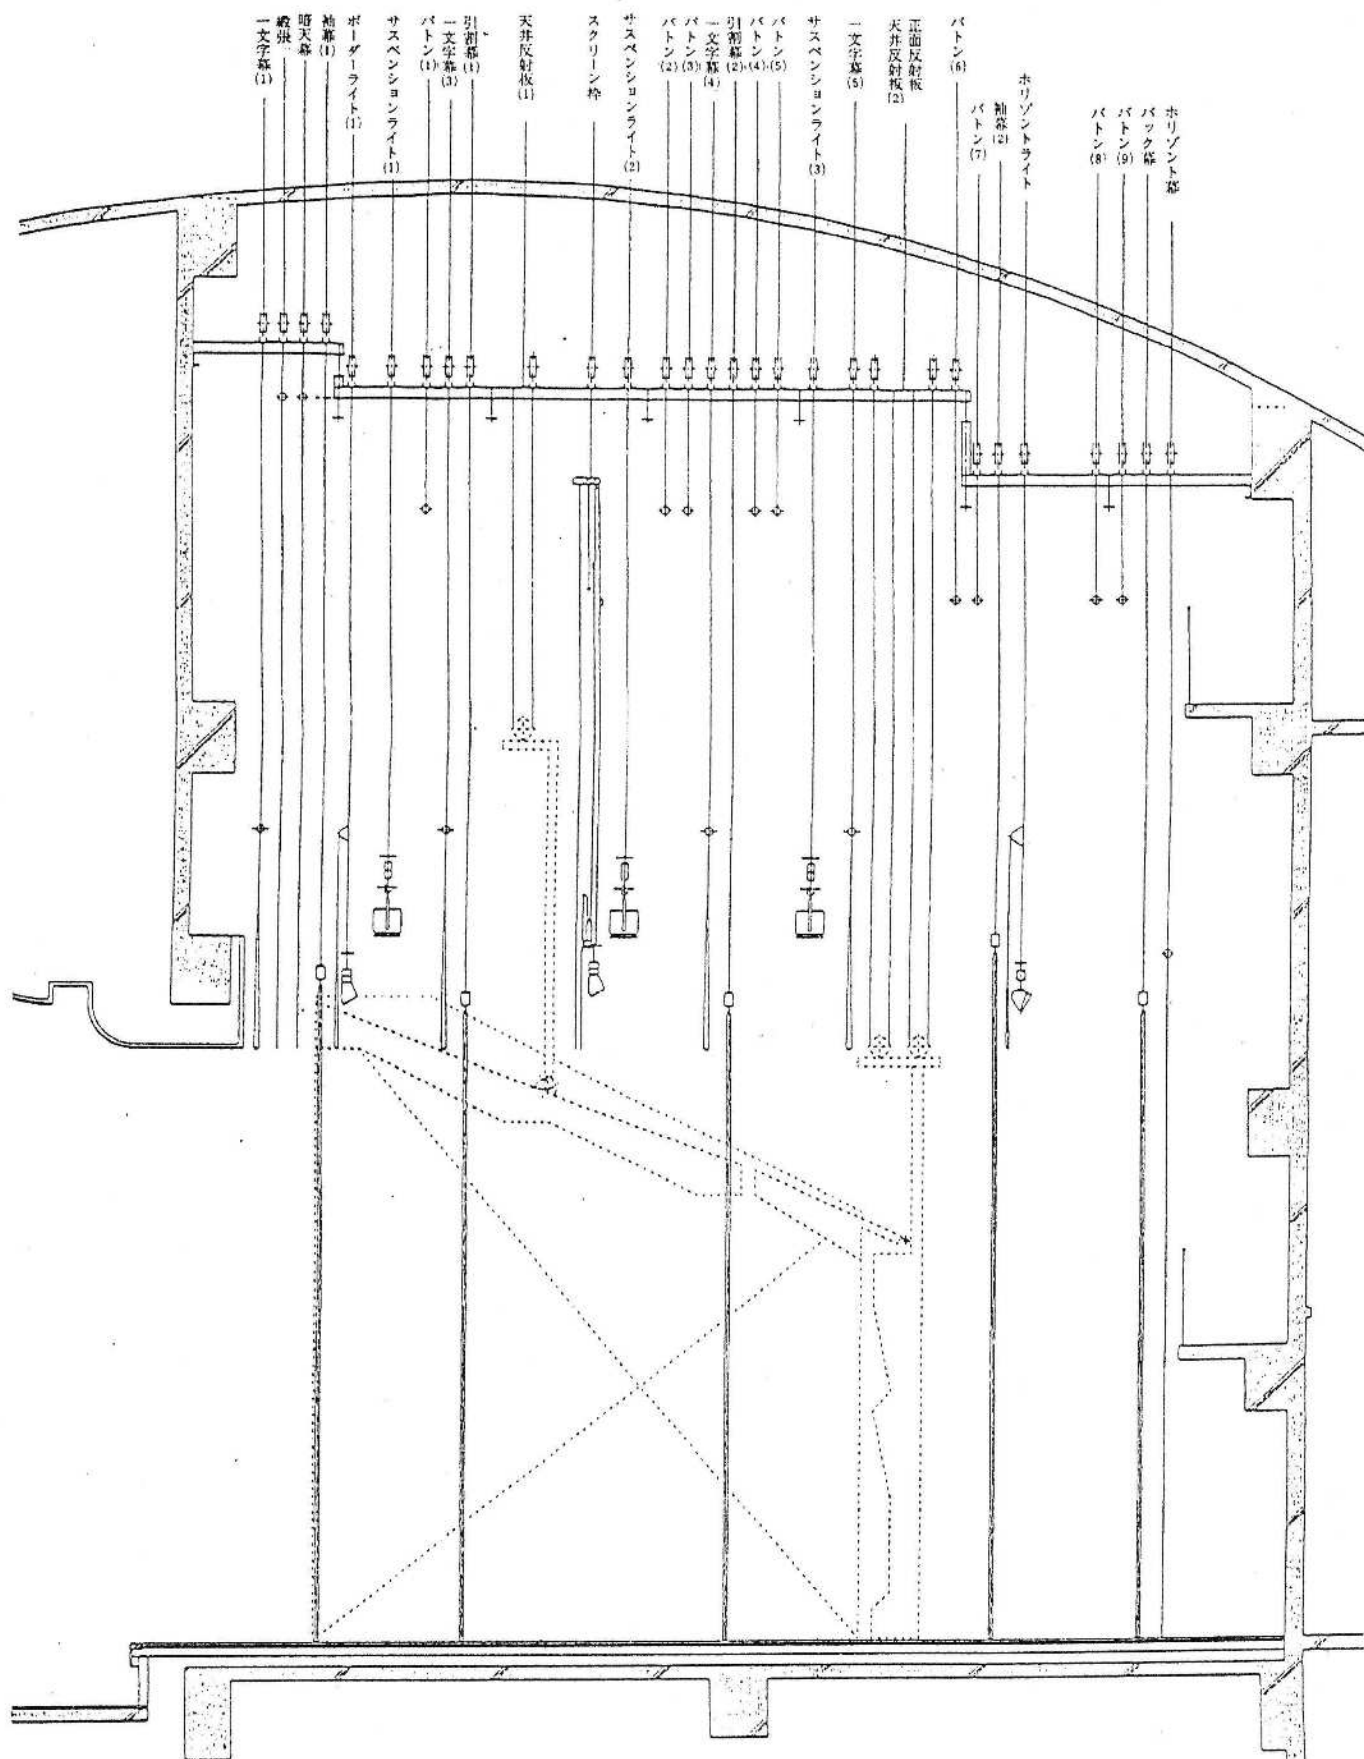 一文字幕(1)
緞張
暗天幕
袖幕(1)
ボーダーライト(1)
サスペンションライト(1)
バトン(1)
一文字幕(3)
引割幕(1)
天井反射板(1)
スクリーン枠
サスペンションライト(2)
バトン(2)
バトン(3)
一文字幕(4)
引割幕(2)
バトン(4)
バトン(5)
サスペンションライト(3)
一文字幕(5)
天井反射板(2)
正面反射板
バトン(6)
バトン(7)
袖幕(2)
ホリゾントライト
バトン(8)
バトン(9)
バック幕
ホリゾント幕